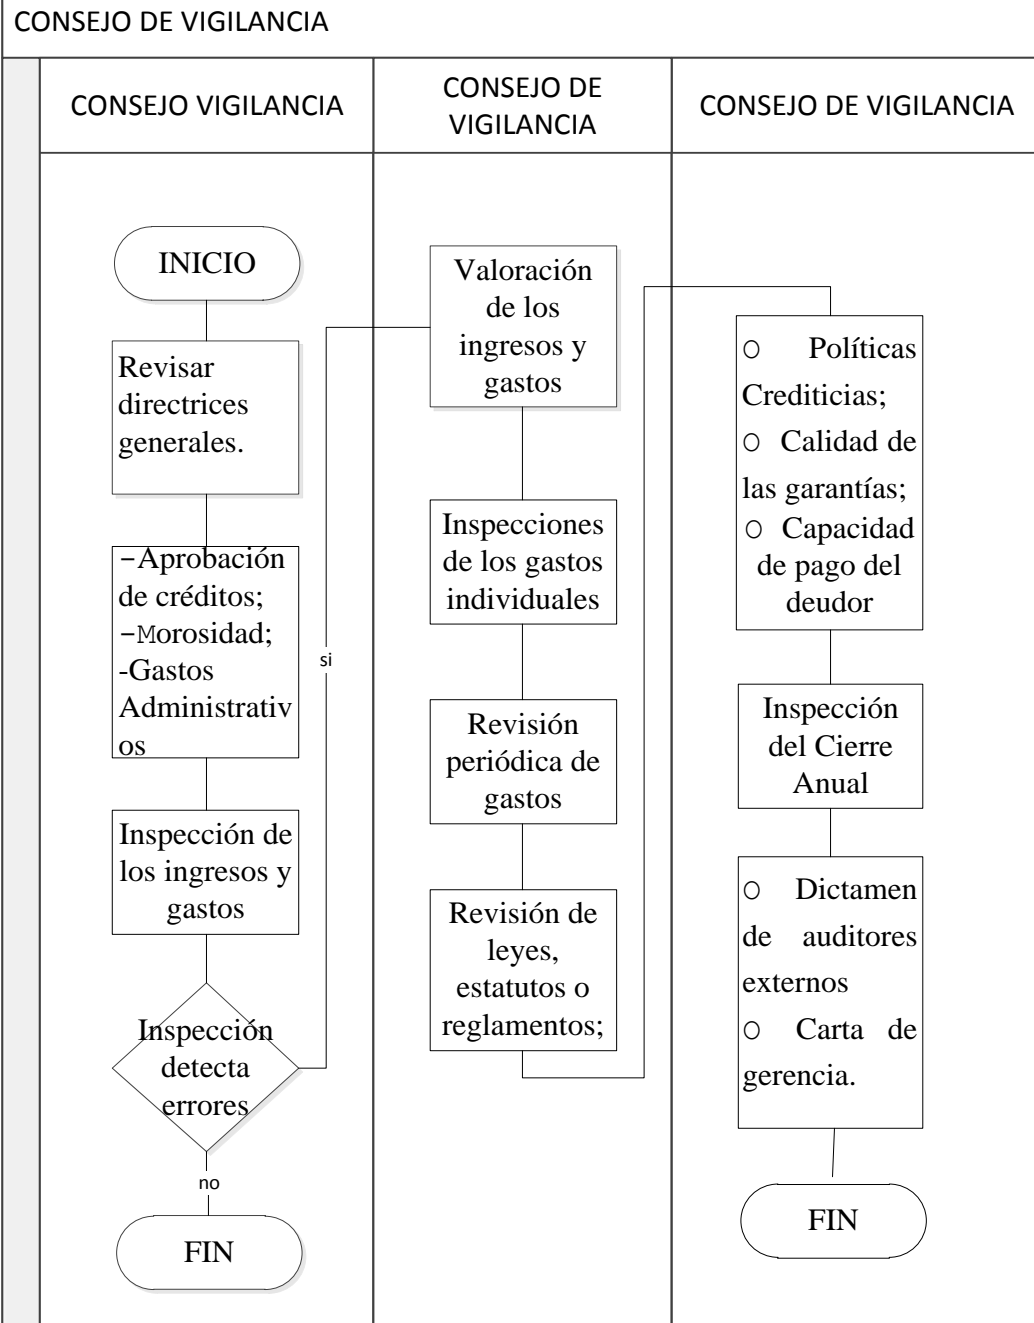 CONSEJO DE VIGILANCIA
CONSEJO VIGILANCIA
CONSEJO DE
VIGILANCIA
CONSEJO DE VIGILANCIA
INICIO
Revisar
directrices
generales.
–Aprobación
de créditos;
–Morosidad;
-Gastos
Administrativ
os
Inspección de
los ingresos y
gastos
Inspección
detecta
errores
si
no
FIN
Valoración
de los
ingresos y
gastos
Inspecciones
de los gastos
individuales
Revisión
periódica de
gastos
Revisión de
leyes,
estatutos o
reglamentos;
○ Políticas
Crediticias;
○ Calidad de
las garantías;
○ Capacidad
de pago del
deudor
Inspección
del Cierre
Anual
○ Dictamen
de auditores
externos
○ Carta de
gerencia.
FIN